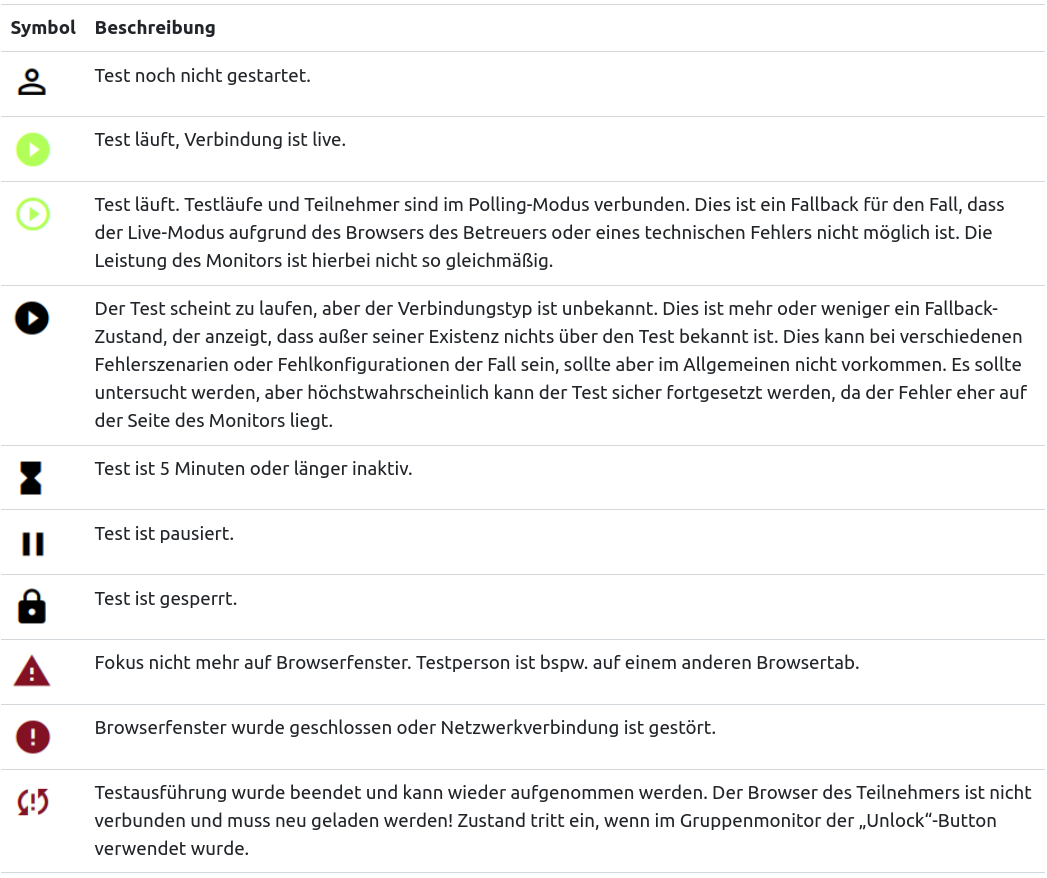 Symbol Beschreibung
Test noch nicht gestartet.
Test läuft, Verbindung ist live.
Test läuft. Testläufe und Teilnehmer sind im Polling-Modus verbunden. Dies ist ein Fallback für den Fall, dass
der Live-Modus aufgrund des Browsers des Betreuers oder eines technischen Fehlers nicht möglich ist. Die
Leistung des Monitors ist hierbei nicht so gleichmäßig.
Der Test scheint zu laufen, aber der Verbindungstyp ist unbekannt. Dies ist mehr oder weniger ein Fallback-
Zustand, der anzeigt, dass außer seiner Existenz nichts über den Test bekannt ist. Dies kann bei verschiedenen
Fehlerszenarien oder Fehlkonfigurationen der Fall sein, sollte aber im Allgemeinen nicht vorkommen. Es sollte
untersucht werden, aber höchstwahrscheinlich kann der Test sicher fortgesetzt werden, da der Fehler eher auf
der Seite des Monitors liegt.
Test ist 5 Minuten oder länger inaktiv.
Test ist pausiert.
Test ist gesperrt.
Fokus nicht mehr auf Browserfenster. Testperson ist bspw. auf einem anderen Browsertab.
Browserfenster wurde geschlossen oder Netzwerkverbindung ist gestört.
Testausführung wurde beendet und kann wieder aufgenommen werden. Der Browser des Teilnehmers ist nicht
verbunden und muss neu geladen werden! Zustand tritt ein, wenn im Gruppenmonitor der „Unlock“-Button
verwendet wurde.